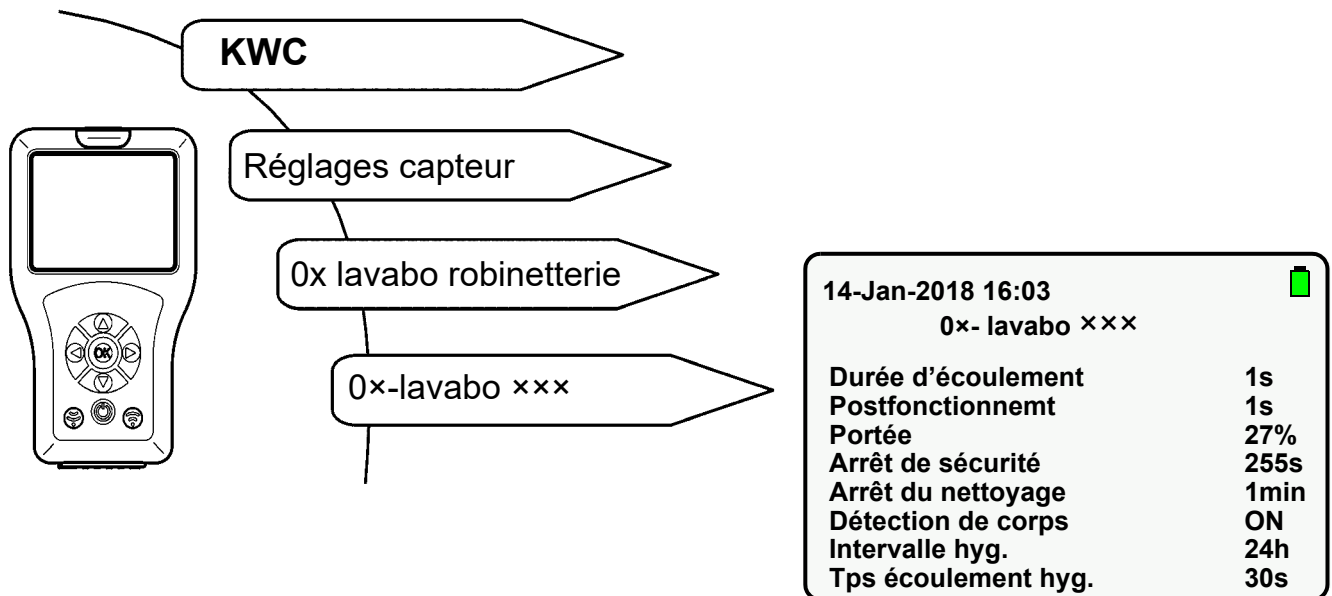 KWC
Réglages capteur
0x lavabo robinetterie
0×-lavabo ×××
OK
14-Jan-2018 16:03
0×- lavabo ×××
Durée d’écoulement 1s
Postfonctionnemt 1s
Portée 27%
Arrêt de sécurité 255s
Arrêt du nettoyage 1min
Détection de corps ON
Intervalle hyg. 24h
Tps écoulement hyg. 30s